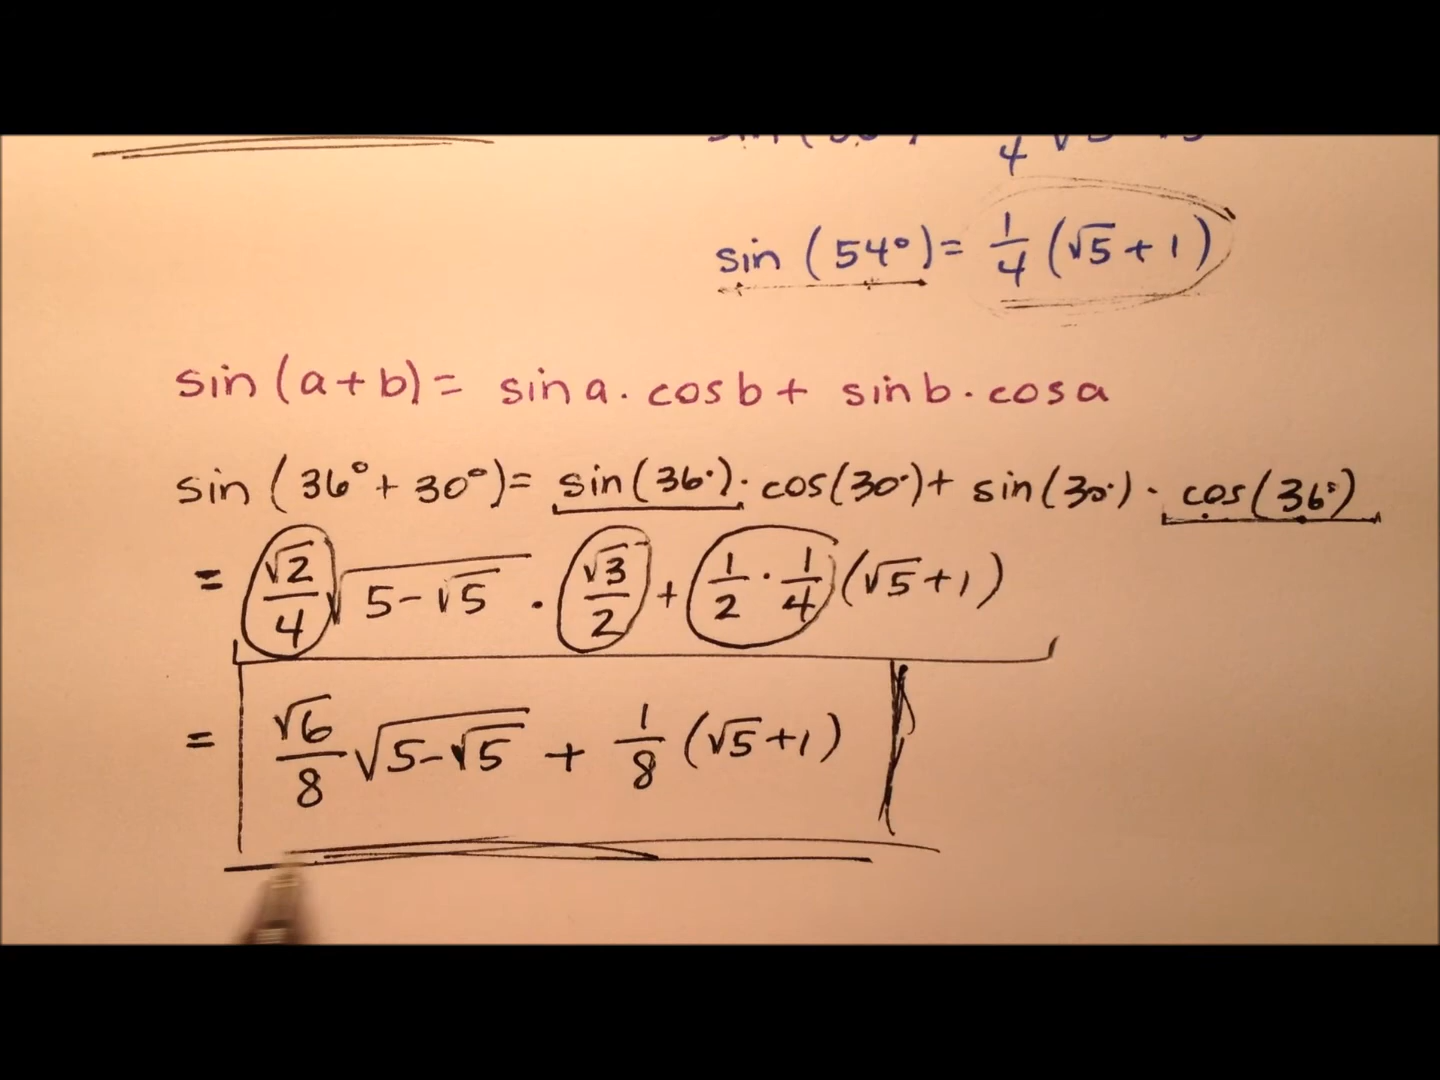 4
sin (54°) = 1/4 (√5 + 1)
sin (a + b) = sin a · cos b + sin b · cos a
sin (36° + 30°) = sin(36°) · cos(30°) + sin(30°) · cos(36°)
= √2/4 √(5-√5) · √3/2 + 1/2 · 1/4 (√5 + 1)
= √6/8 √(5-√5) + 1/8 (√5 + 1)